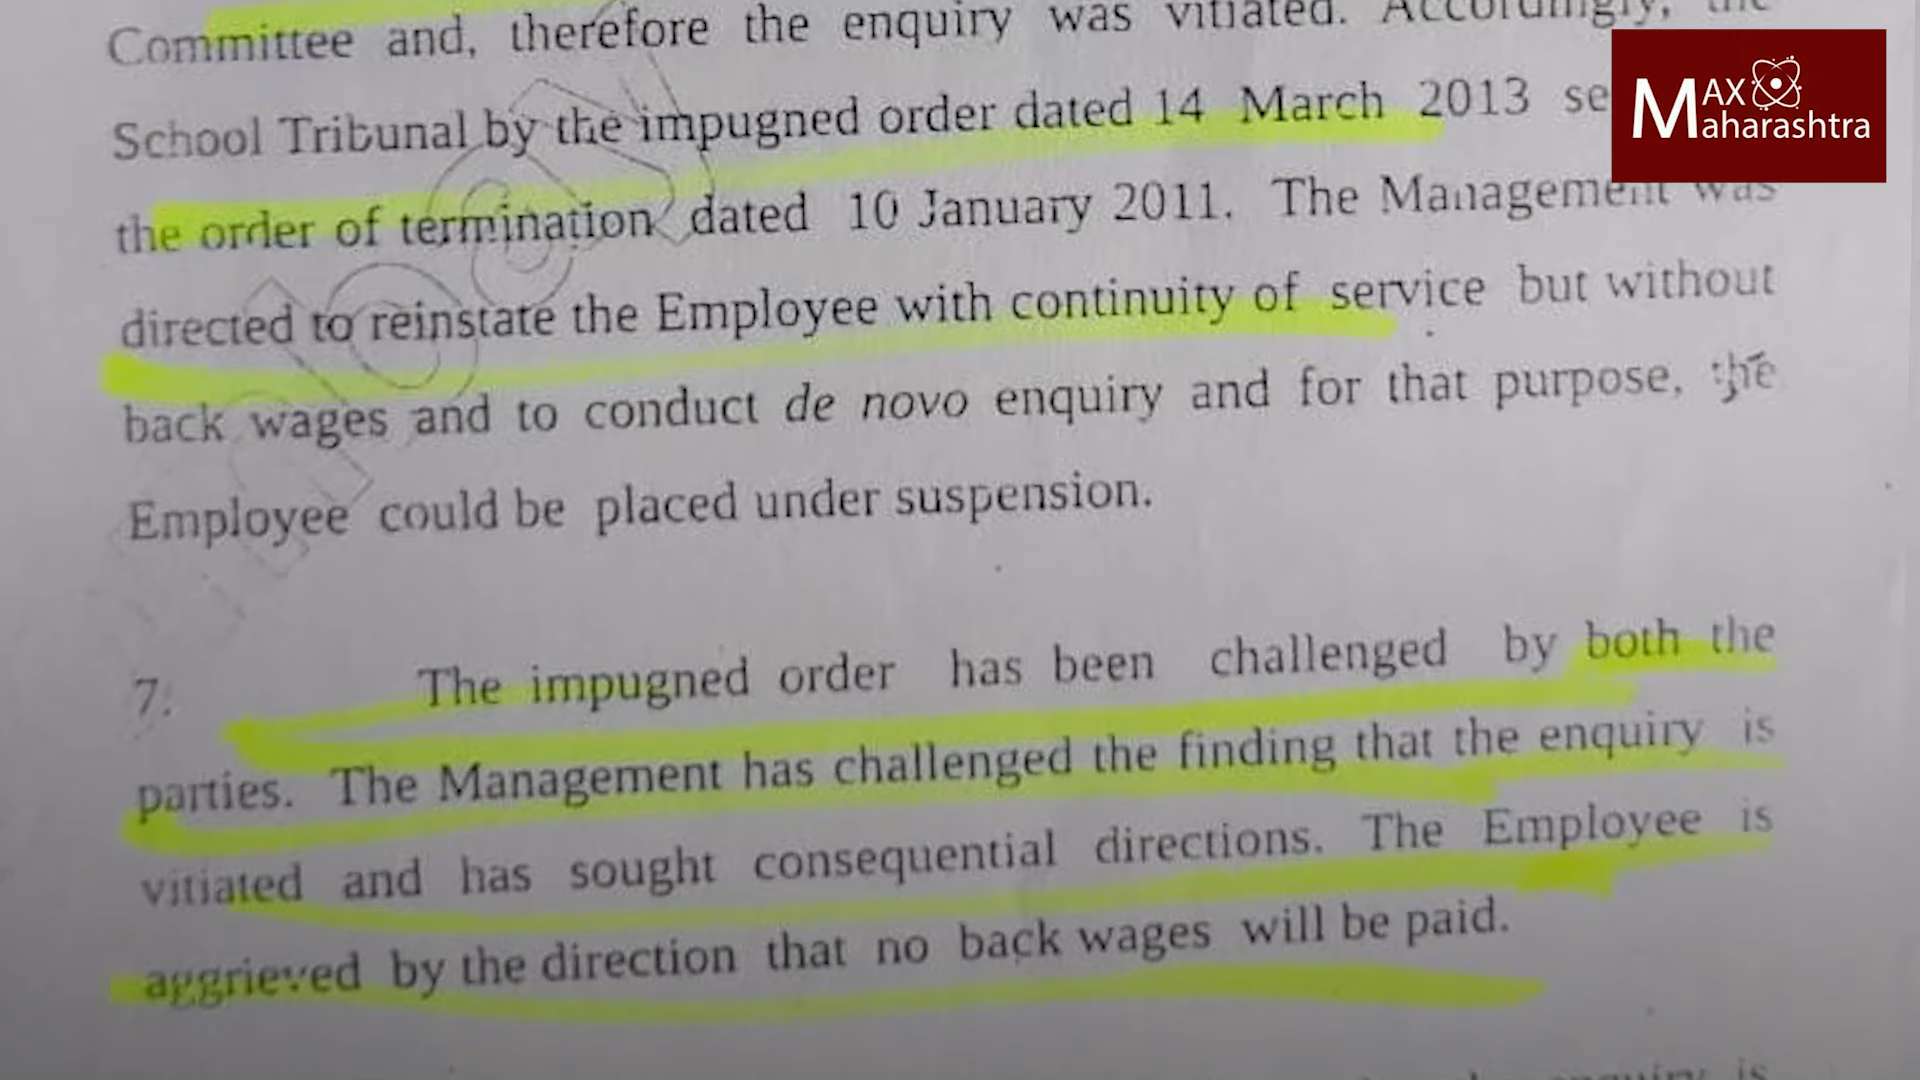 Committee and, therefore the enquiry was vitiated. Accordingly, the
School Tribunal by the impugned order dated 14 March 2013 se
MAX Maharashtra
the order of termination dated 10 January 2011. The Management was
directed to reinstate the Employee with continuity of service but without
back wages and to conduct de novo enquiry and for that purpose, the
Employee could be placed under suspension.
7. The impugned order has been challenged by both the
parties. The Management has challenged the finding that the enquiry is
vitiated and has sought consequential directions. The Employee is
aggrieved by the direction that no back wages will be paid.
enquiry is